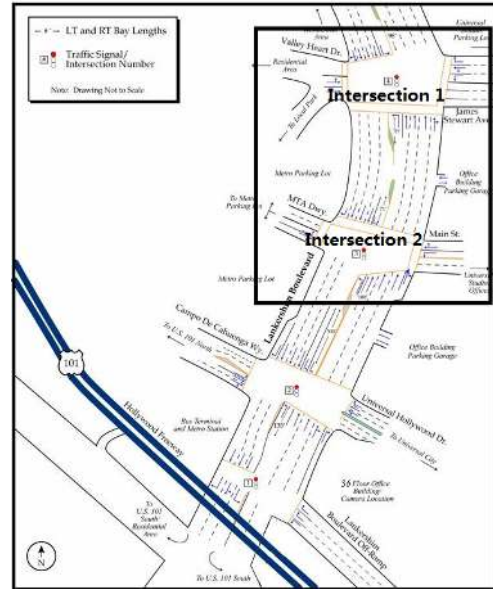 LT and RT Bay Lengths
Traffic Signal/
Intersection Number
Note: Drawing Not to Scale
Valley Heart Dr.
Residential
Area
Universal
Parking Lot
4
Intersection 1
To Local Park
James
Stewart Ave.
Metro Parking Lot
Office
Building
Parking Garage
To Metro
Parking Lot
MTA Dwy.
Main St.
Intersection 2
3
Metro Parking Lot
Lankershim Boulevard
Universal
Studios
Office
Campo De Cahuenga Wy.
To U.S. 101 North
Office Building
Parking Garage
101
2
Hollywood Freeway
Bus Terminal
and Metro Station
Universal Hollywood Dr.
To Universal City
1
36 Floor Office
Building
Camera Location
To
U.S. 101
South/
Residential
Area
Lankershim
Boulevard Off-Ramp
N
To U.S. 101 South